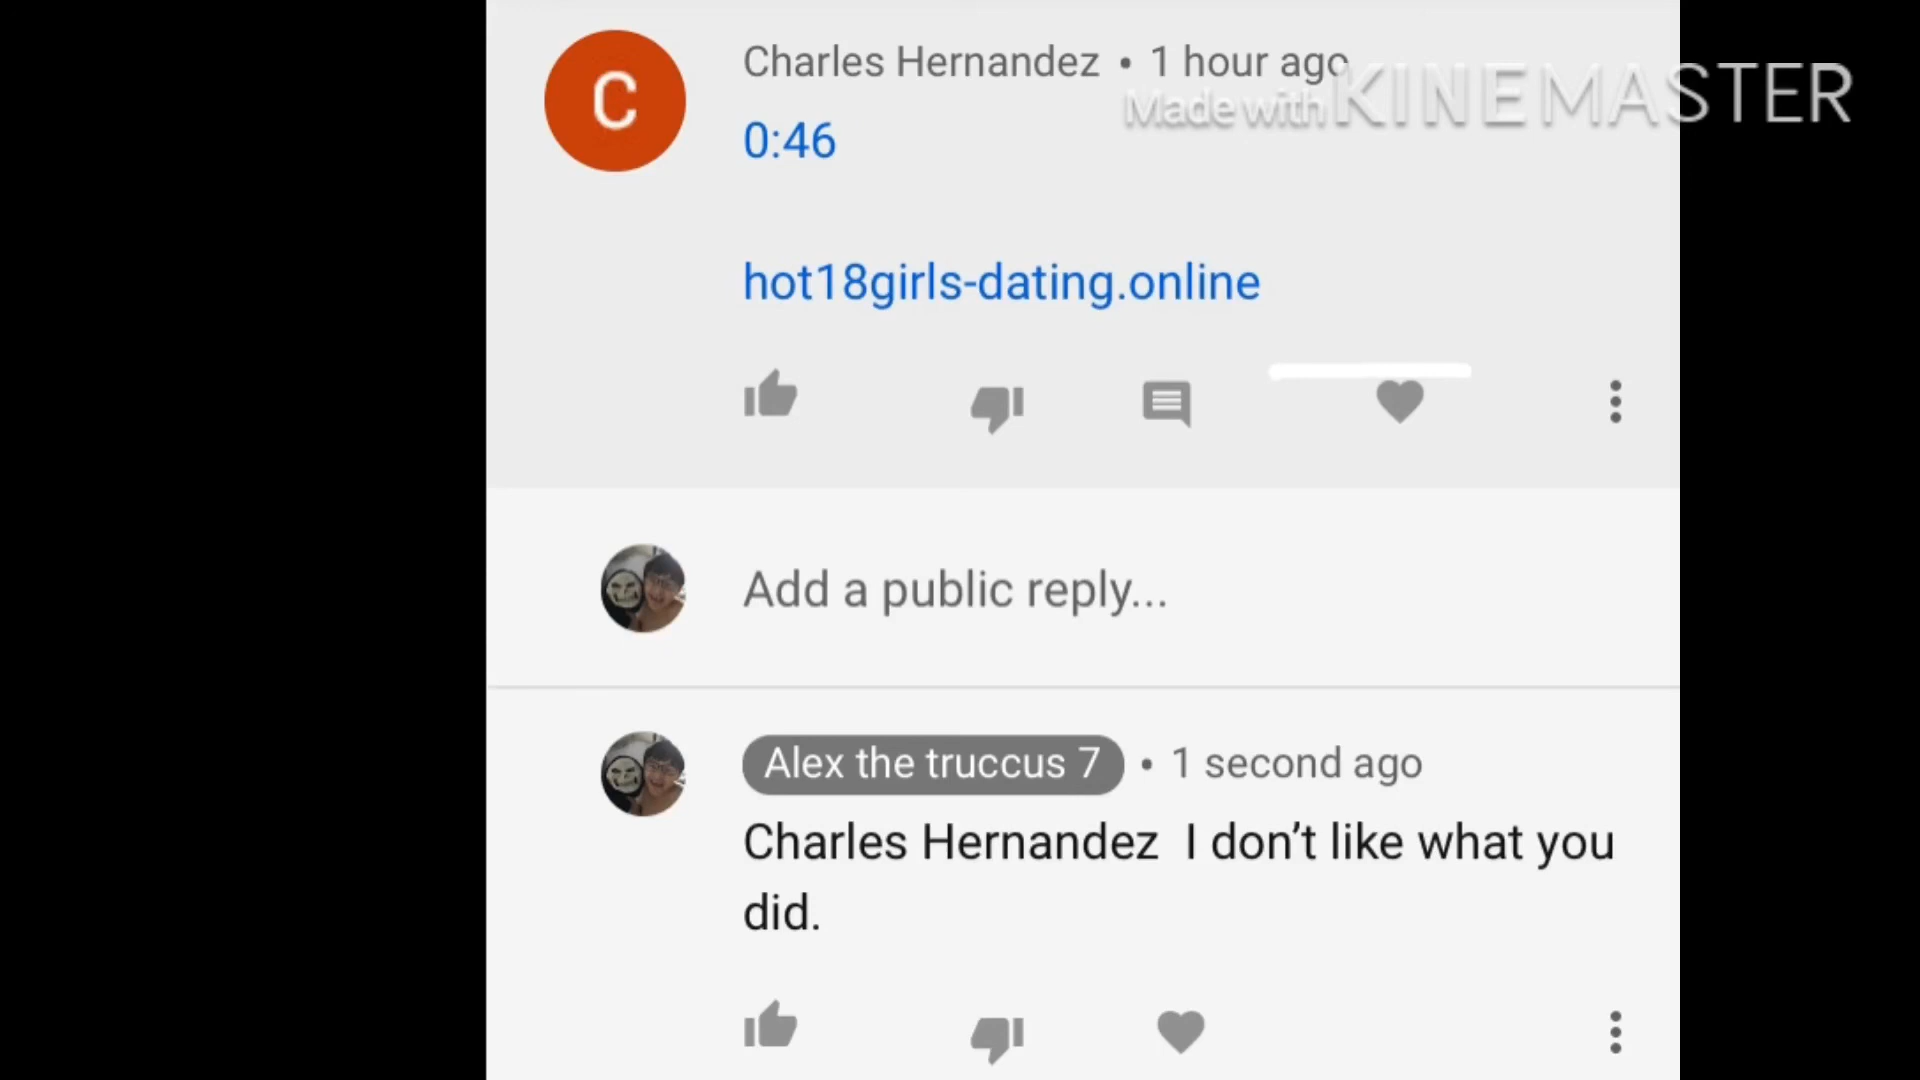 C
Charles Hernandez • 1 hour ago
Made with KINEMASTER
0:46
hot18girls-dating.online
Add a public reply...
Alex the truccus 7 • 1 second ago
Charles Hernandez I don’t like what you
did.